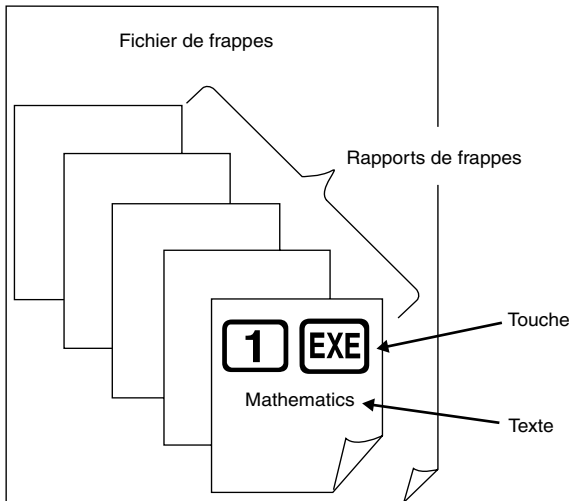 Fichier de frappes
Rapports de frappes
1 EXE
Touche
Mathematics
Texte